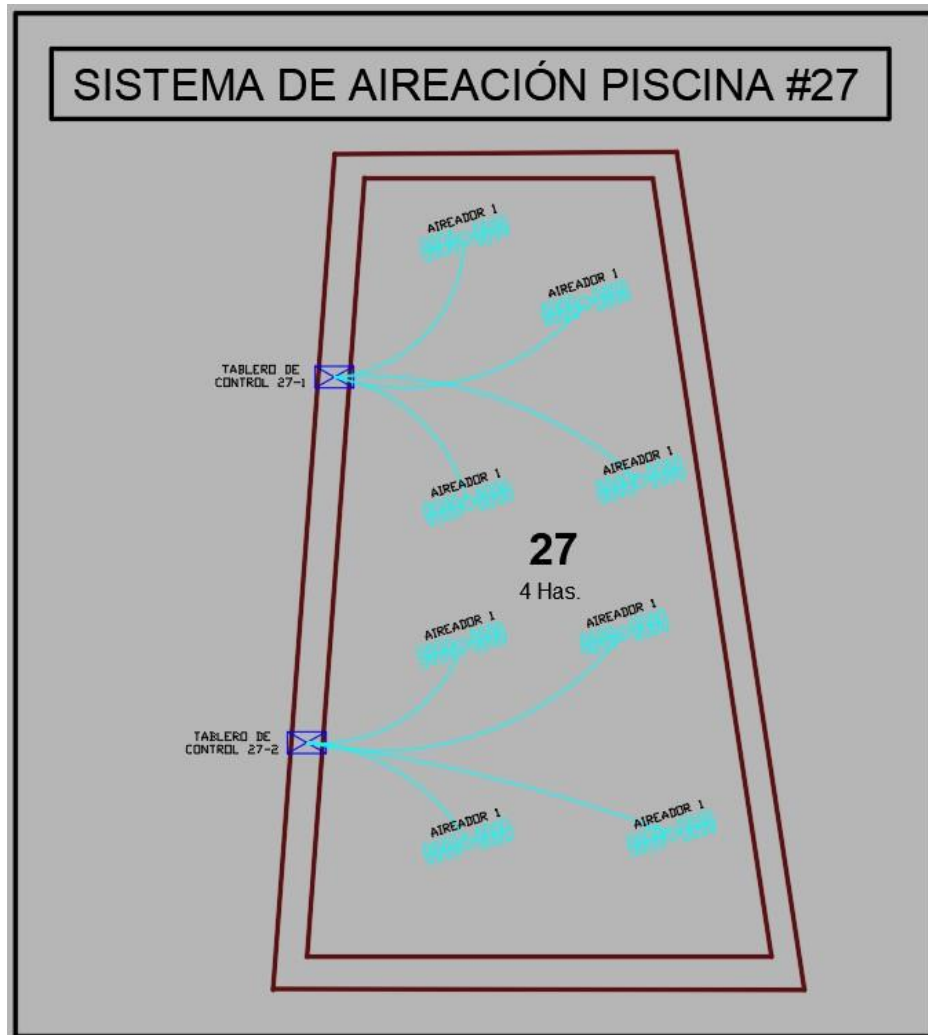 SISTEMA DE AIREACIÓN PISCINA #27
AIREADOR 1
AIREADOR 1
TABLERO DE
CONTROL 27-1
AIREADOR 1
AIREADOR 1
27
4 Has.
AIREADOR 1
AIREADOR 1
TABLERO DE
CONTROL 27-2
AIREADOR 1
AIREADOR 1